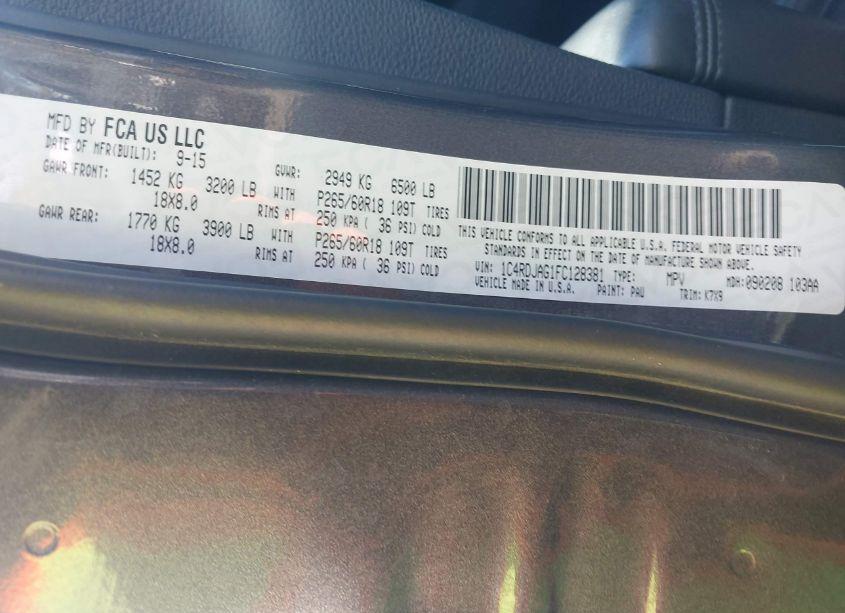 MFD BY FCA US LLC
DATE OF MFR(BUILT): 9-15 GVWR: 2949 KG 6500 LB
GAWR FRONT: 1452 KG 3200 LB WITH P265/60R18 109T TIRES
18X8.0 RIMS AT 250 KPA ( 36 PSI) COLD
GAWR REAR: 1770 KG 3900 LB WITH P265/60R18 109T TIRES
18X8.0 RIMS AT 250 KPA ( 36 PSI) COLD
THIS VEHICLE CONFORMS TO ALL APPLICABLE U.S.A. FEDERAL MOTOR VEHICLE SAFETY
STANDARDS IN EFFECT ON THE DATE OF MANUFACTURE SHOWN ABOVE.
VIN: 1C4RDJAG1FC128381 TYPE: MPV MDH:090208 103AA
VEHICLE MADE IN U.S.A. PAINT: PAU TRIM: K7X9